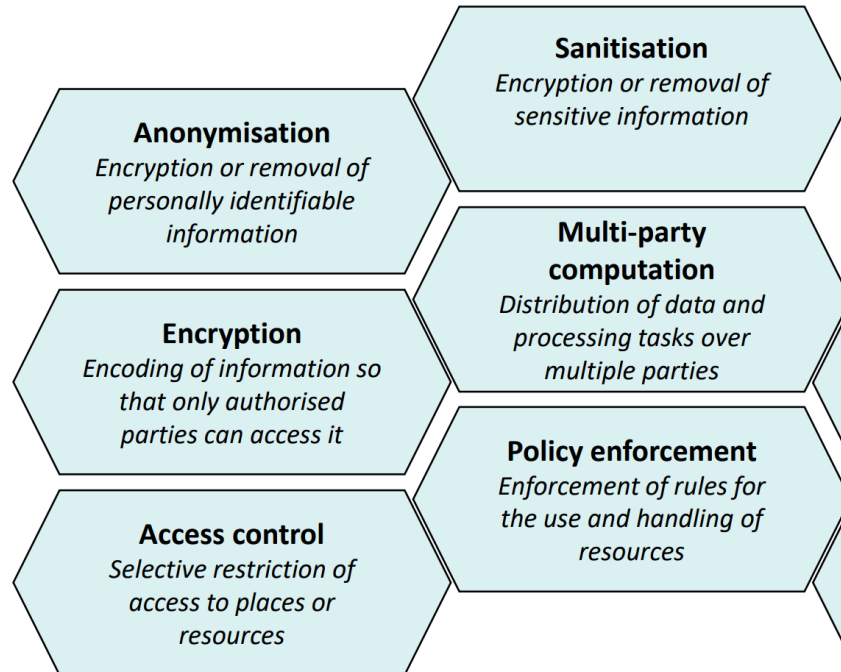 Anonymisation
Encryption or removal of
personally identifiable
information
Encryption
Encoding of information so
that only authorised
parties can access it
Access control
Selective restriction of
access to places or
resources
Sanitisation
Encryption or removal of
sensitive information
Multi-party
computation
Distribution of data and
processing tasks over
multiple parties
Policy enforcement
Enforcement of rules for
the use and handling of
resources